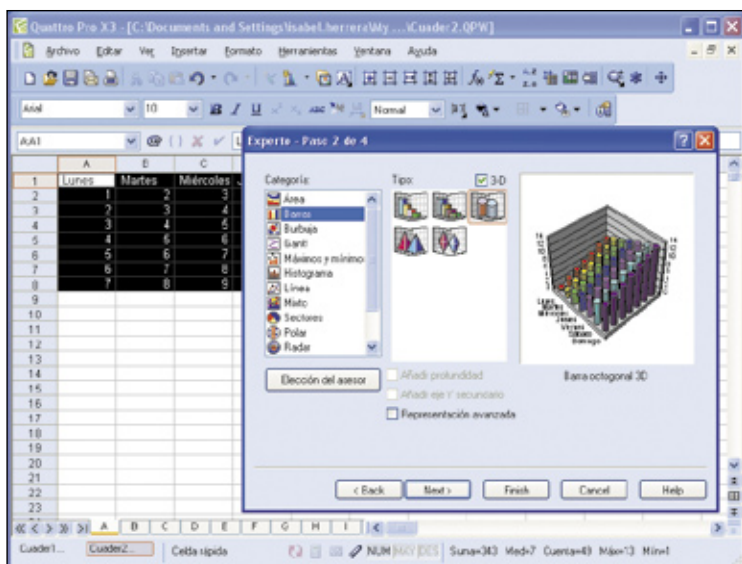 Quattro Pro X3 - [C:\Documents and Settings\isabel.herrera\My ...\Cuader2.QPW]
Archivo Editar Ver Insertar Formato Herramientas Ventana Ayuda
Arial 10 Normal
A:A1
Experto - Paso 2 de 4
Categoría: Tipo: 3-D
Área
Barras
Burbuja
Gantt
Máximos y mínimo
Histograma
Línea
Mixto
Sectores
Polar
Radar
Elección del asesor
Añadir profundidad
Añadir eje Y secundario
Representación avanzada
Barra octogonal 3D
< Back Next > Finish Cancel Help
A B C
1 Lunes Martes Miércoles
2 1 2 3
3 2 3 4
4 3 4 5
5 4 5 6
6 5 6 7
7 6 7 8
8 7 8 9
9
10
11
12
13
14
15
16
17
18
19
20
21
22
23
A B C D E F G H I
Cuader1... Cuader2... Celda rápida NUM MAY DES Suma=343 Med=7 Cuenta=49 Máx=13 Mín=1